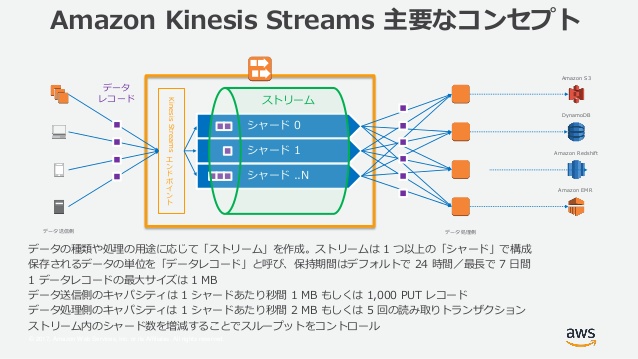 Amazon Kinesis Streams 主要なコンセプト
データ
レコード
Kinesis Streams エンドポイント
ストリーム
シャード 0
シャード 1
シャード ..N
Amazon S3
DynamoDB
Amazon Redshift
Amazon EMR
データ送信側
データ処理側
データの種類や処理の用途に応じて「ストリーム」を作成。ストリームは 1 つ以上の「シャード」で構成
保存されるデータの単位を「データレコード」と呼び、保持期間はデフォルトで 24 時間／最長で 7 日間
1 データレコードの最大サイズは 1 MB
データ送信側のキャパシティは 1 シャードあたり秒間 1 MB もしくは 1,000 PUT レコード
データ処理側のキャパシティは 1 シャードあたり秒間 2 MB もしくは 5 回の読み取りトランザクション
ストリーム内のシャード数を増減することでスループットをコントロール
aws